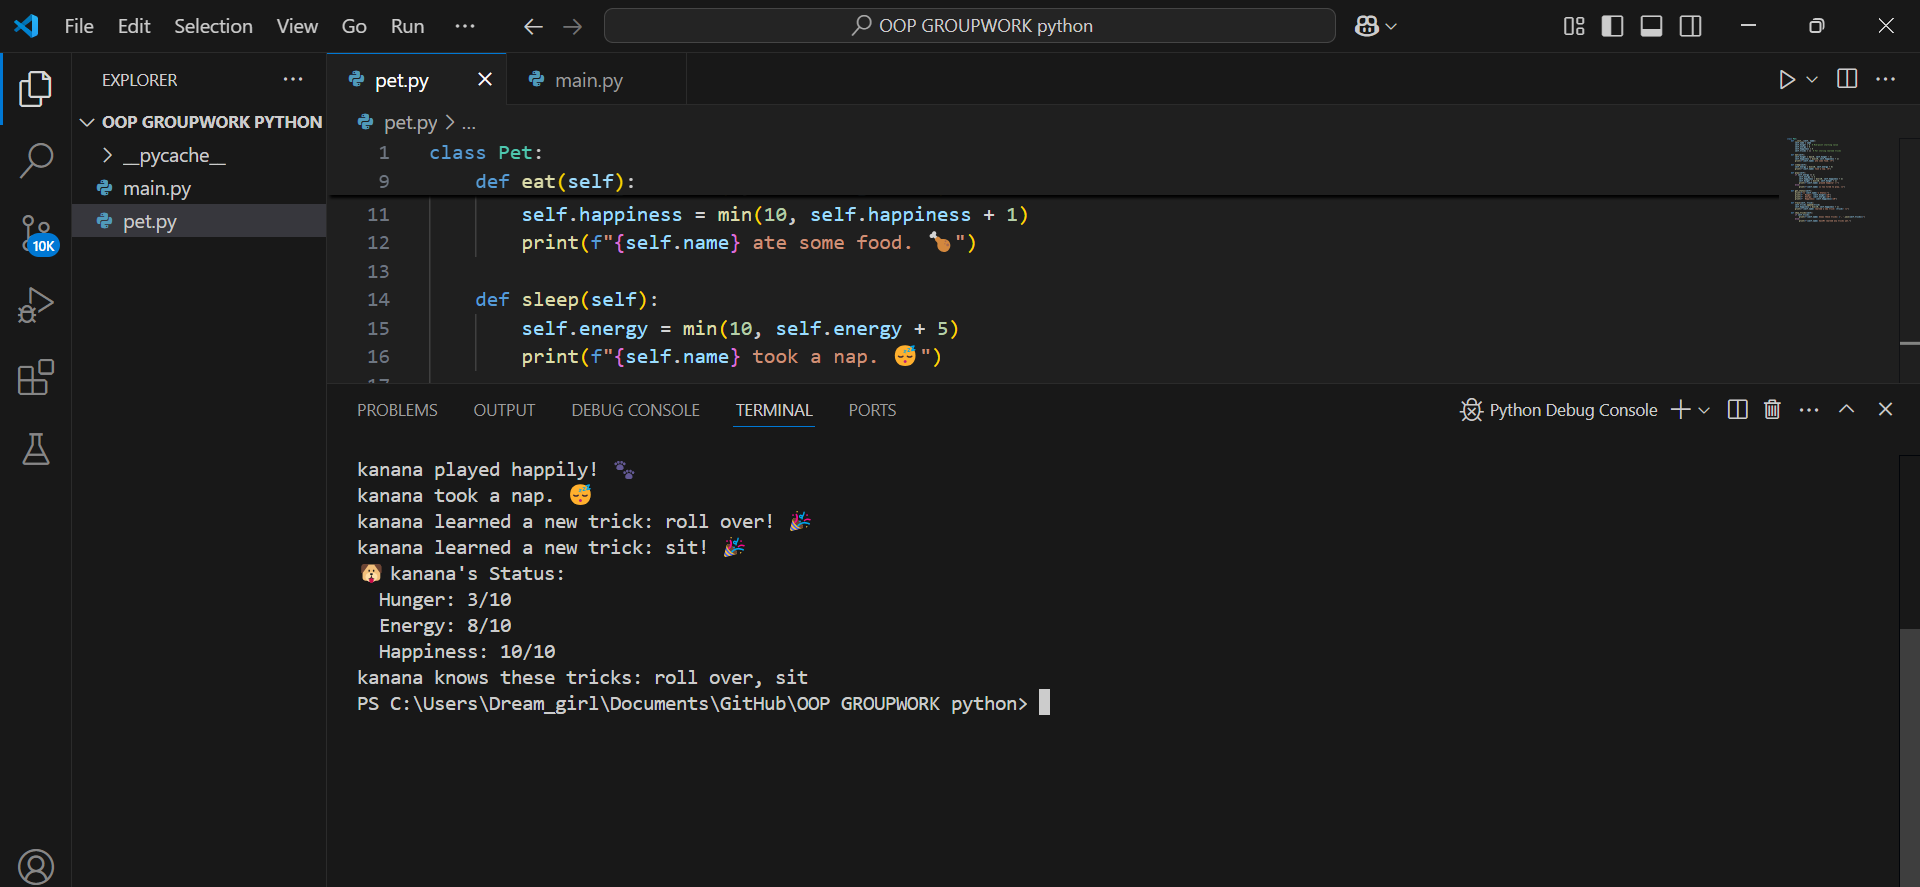 File Edit Selection View Go Run ...
OOP GROUPWORK python
EXPLORER
OOP GROUPWORK PYTHON
__pycache__
main.py
pet.py
10K
pet.py
main.py
pet.py > ...
1 class Pet:
9 def eat(self):
11 self.happiness = min(10, self.happiness + 1)
12 print(f"{self.name} ate some food. 🍗")
13
14 def sleep(self):
15 self.energy = min(10, self.energy + 5)
16 print(f"{self.name} took a nap. 😴")
PROBLEMS OUTPUT DEBUG CONSOLE TERMINAL PORTS
Python Debug Console
kanana played happily! 🐾
kanana took a nap. 😴
kanana learned a new trick: roll over! 🎉
kanana learned a new trick: sit! 🎉
🐶 kanana's Status:
Hunger: 3/10
Energy: 8/10
Happiness: 10/10
kanana knows these tricks: roll over, sit
PS C:\Users\Dream_girl\Documents\GitHub\OOP GROUPWORK python>